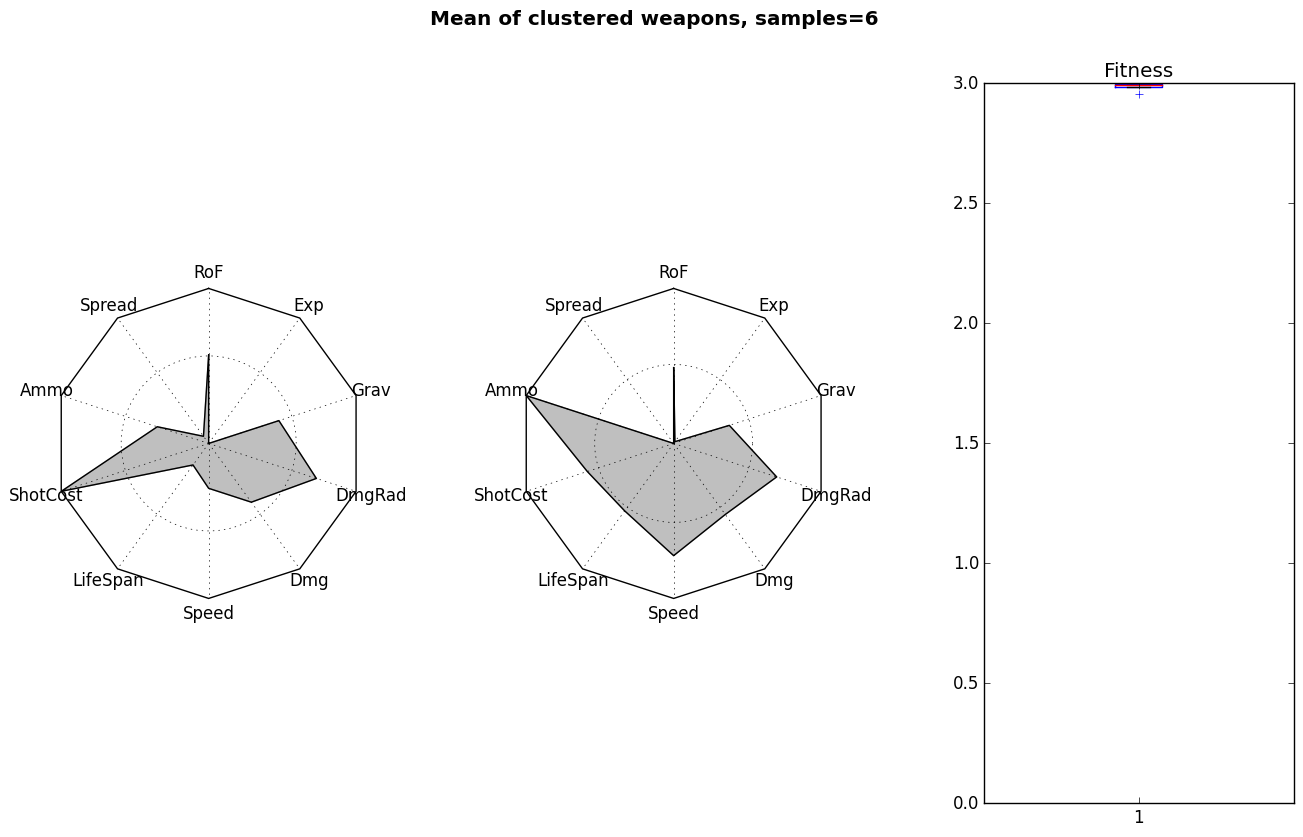 Mean of clustered weapons, samples=6
RoF
Exp
Grav
DmgRad
Dmg
Speed
LifeSpan
ShotCost
Ammo
Spread
RoF
Exp
Grav
DmgRad
Dmg
Speed
LifeSpan
ShotCost
Ammo
Spread
Fitness
3.0
2.5
2.0
1.5
1.0
0.5
0.0
1